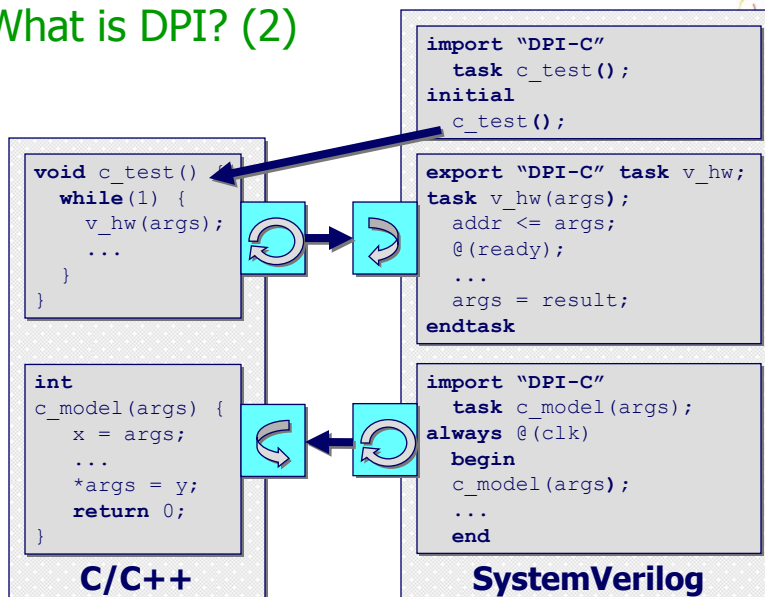 What is DPI? (2)
import “DPI-C”
task c_test();
initial
c_test();
void c_test() {
while(1) {
v_hw(args);
...
}
}
export “DPI-C” task v_hw;
task v_hw(args);
addr <= args;
@(ready);
...
args = result;
endtask
int
c_model(args) {
x = args;
...
*args = y;
return 0;
}
import “DPI-C”
task c_model(args);
always @(clk)
begin
c_model(args);
...
end
C/C++
SystemVerilog